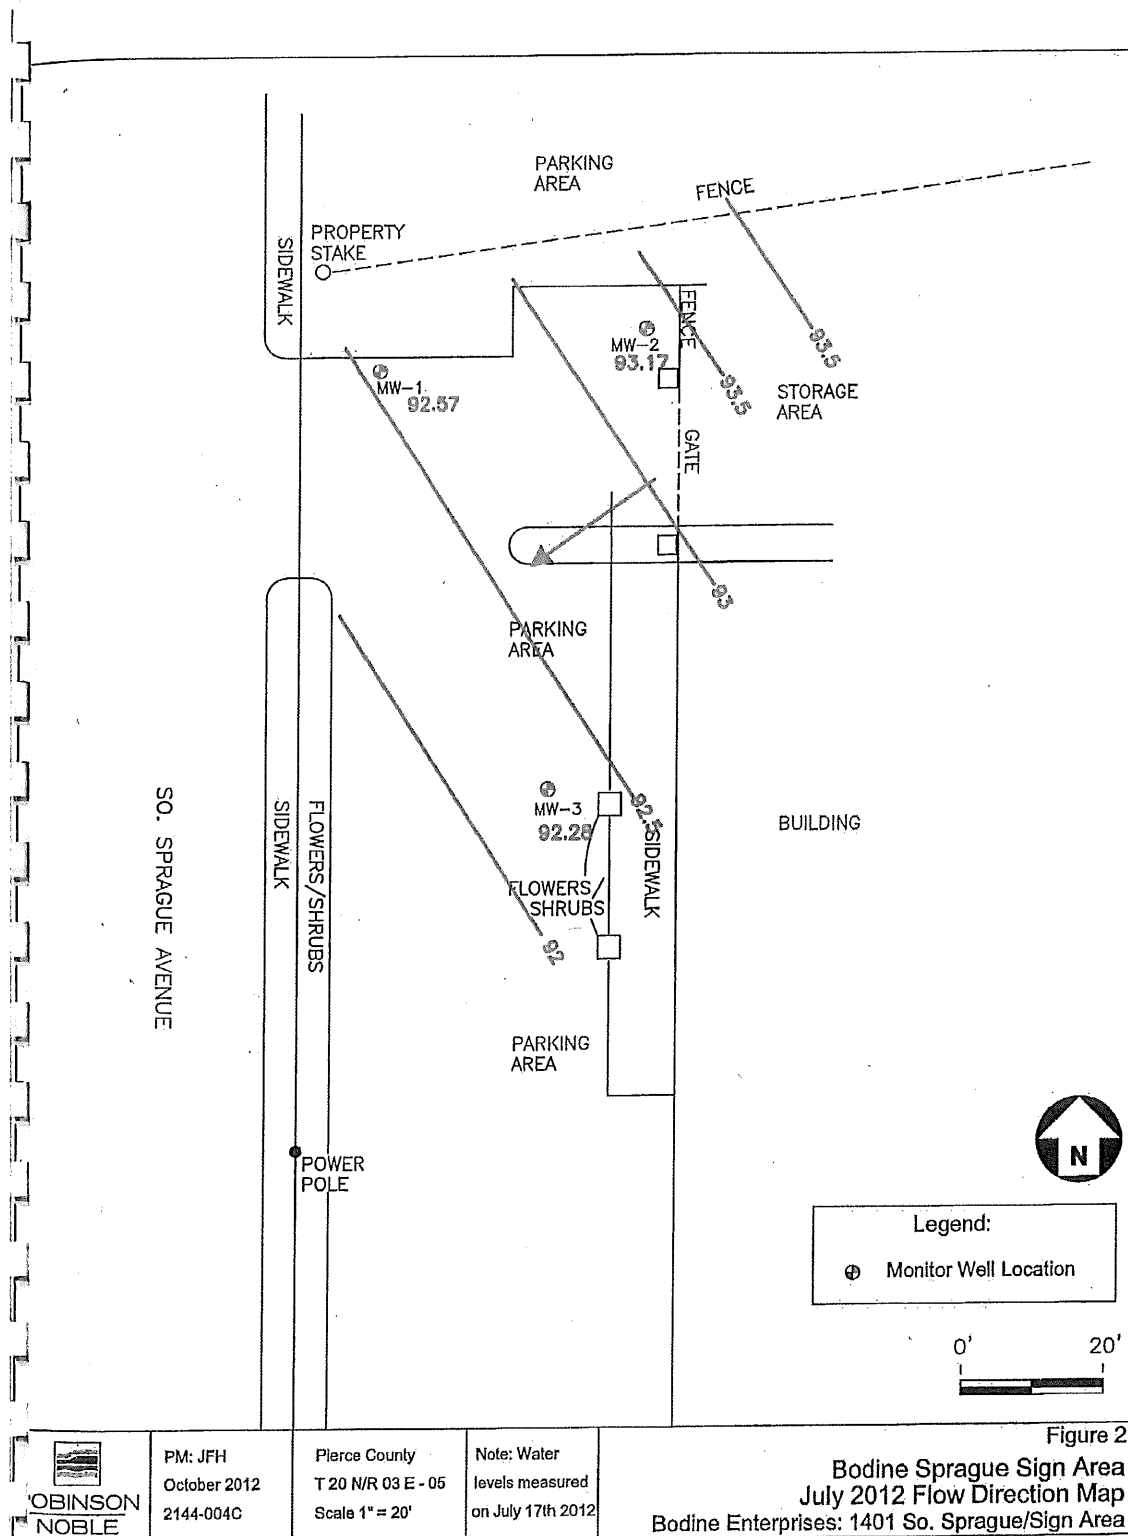 PARKING
AREA
FENCE
PROPERTY
STAKE
SIDEWALK
FENCE
MW-2
93.17
93.5
93.5
MW-1
92.57
STORAGE
AREA
GATE
93
PARKING
AREA
MW-3
92.28
92.5
SIDEWALK
BUILDING
SO. SPRAGUE AVENUE
SIDEWALK
FLOWERS/SHRUBS
FLOWERS/
SHRUBS
92
PARKING
AREA
POWER
POLE
N
Legend:
Monitor Well Location
0' 20'
OBINSON
NOBLE
PM: JFH
October 2012
2144-004C
Pierce County
T 20 N/R 03 E - 05
Scale 1" = 20'
Note: Water
levels measured
on July 17th 2012
Figure 2
Bodine Sprague Sign Area
July 2012 Flow Direction Map
Bodine Enterprises: 1401 So. Sprague/Sign Area